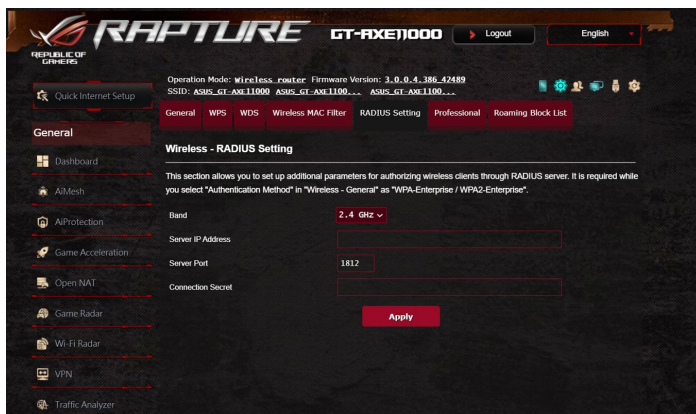 RAPTURE GT-AXE11000 Logout English
REPUBLIC OF
GAMERS
Operation Mode: Wireless router Firmware Version: 3.0.0.4.386_42489
SSID: ASUS_GT-AXE11000 ASUS_GT-AXE1100... ASUS_GT-AXE1100...
Quick Internet Setup
General WPS WDS Wireless MAC Filter RADIUS Setting Professional Roaming Block List
General
Dashboard
AiMesh
AiProtection
Game Acceleration
Open NAT
Game Radar
Wi-Fi Radar
VPN
Traffic Analyzer
Wireless - RADIUS Setting
This section allows you to set up additional parameters for authorizing wireless clients through RADIUS server. It is required while
you select "Authentication Method" in "Wireless - General" as "WPA-Enterprise / WPA2-Enterprise".
Band 2.4 GHz
Server IP Address
Server Port 1812
Connection Secret
Apply